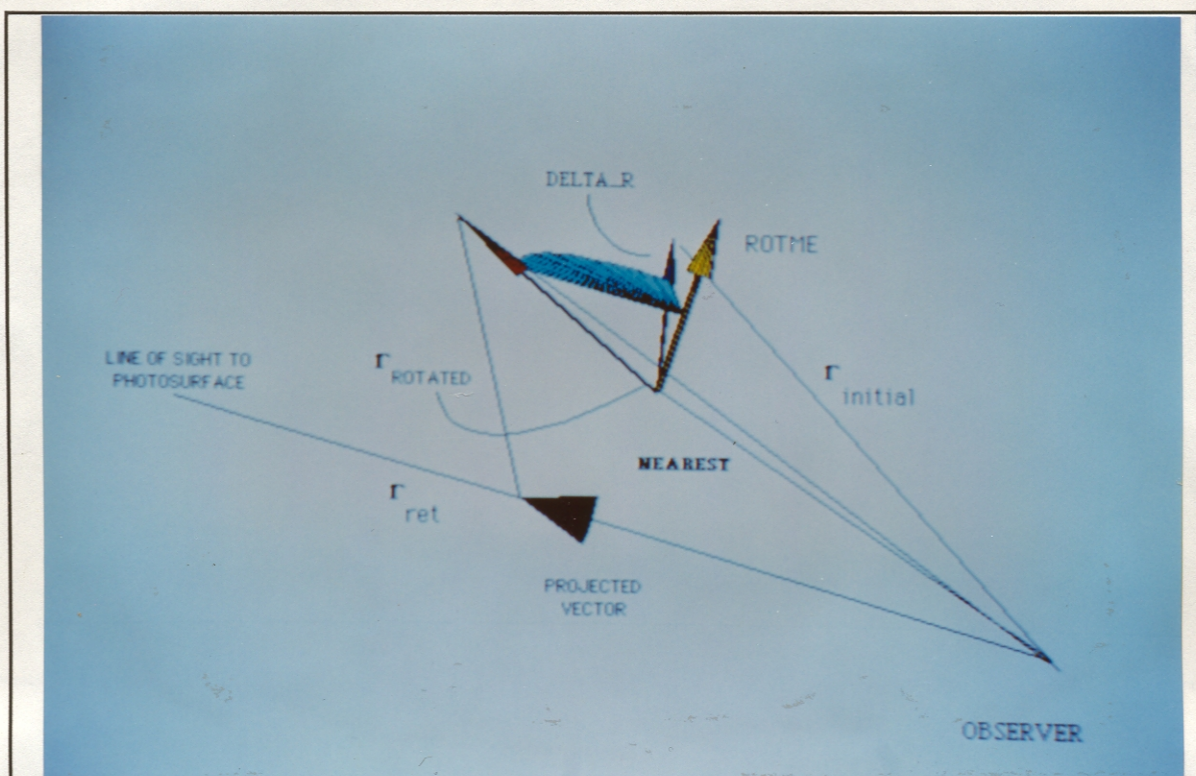 DELTA_R
ROTME
LINE OF SIGHT TO
PHOTOSURFACE
r ROTATED
r initial
NEAREST
r ret
PROJECTED
VECTOR
OBSERVER